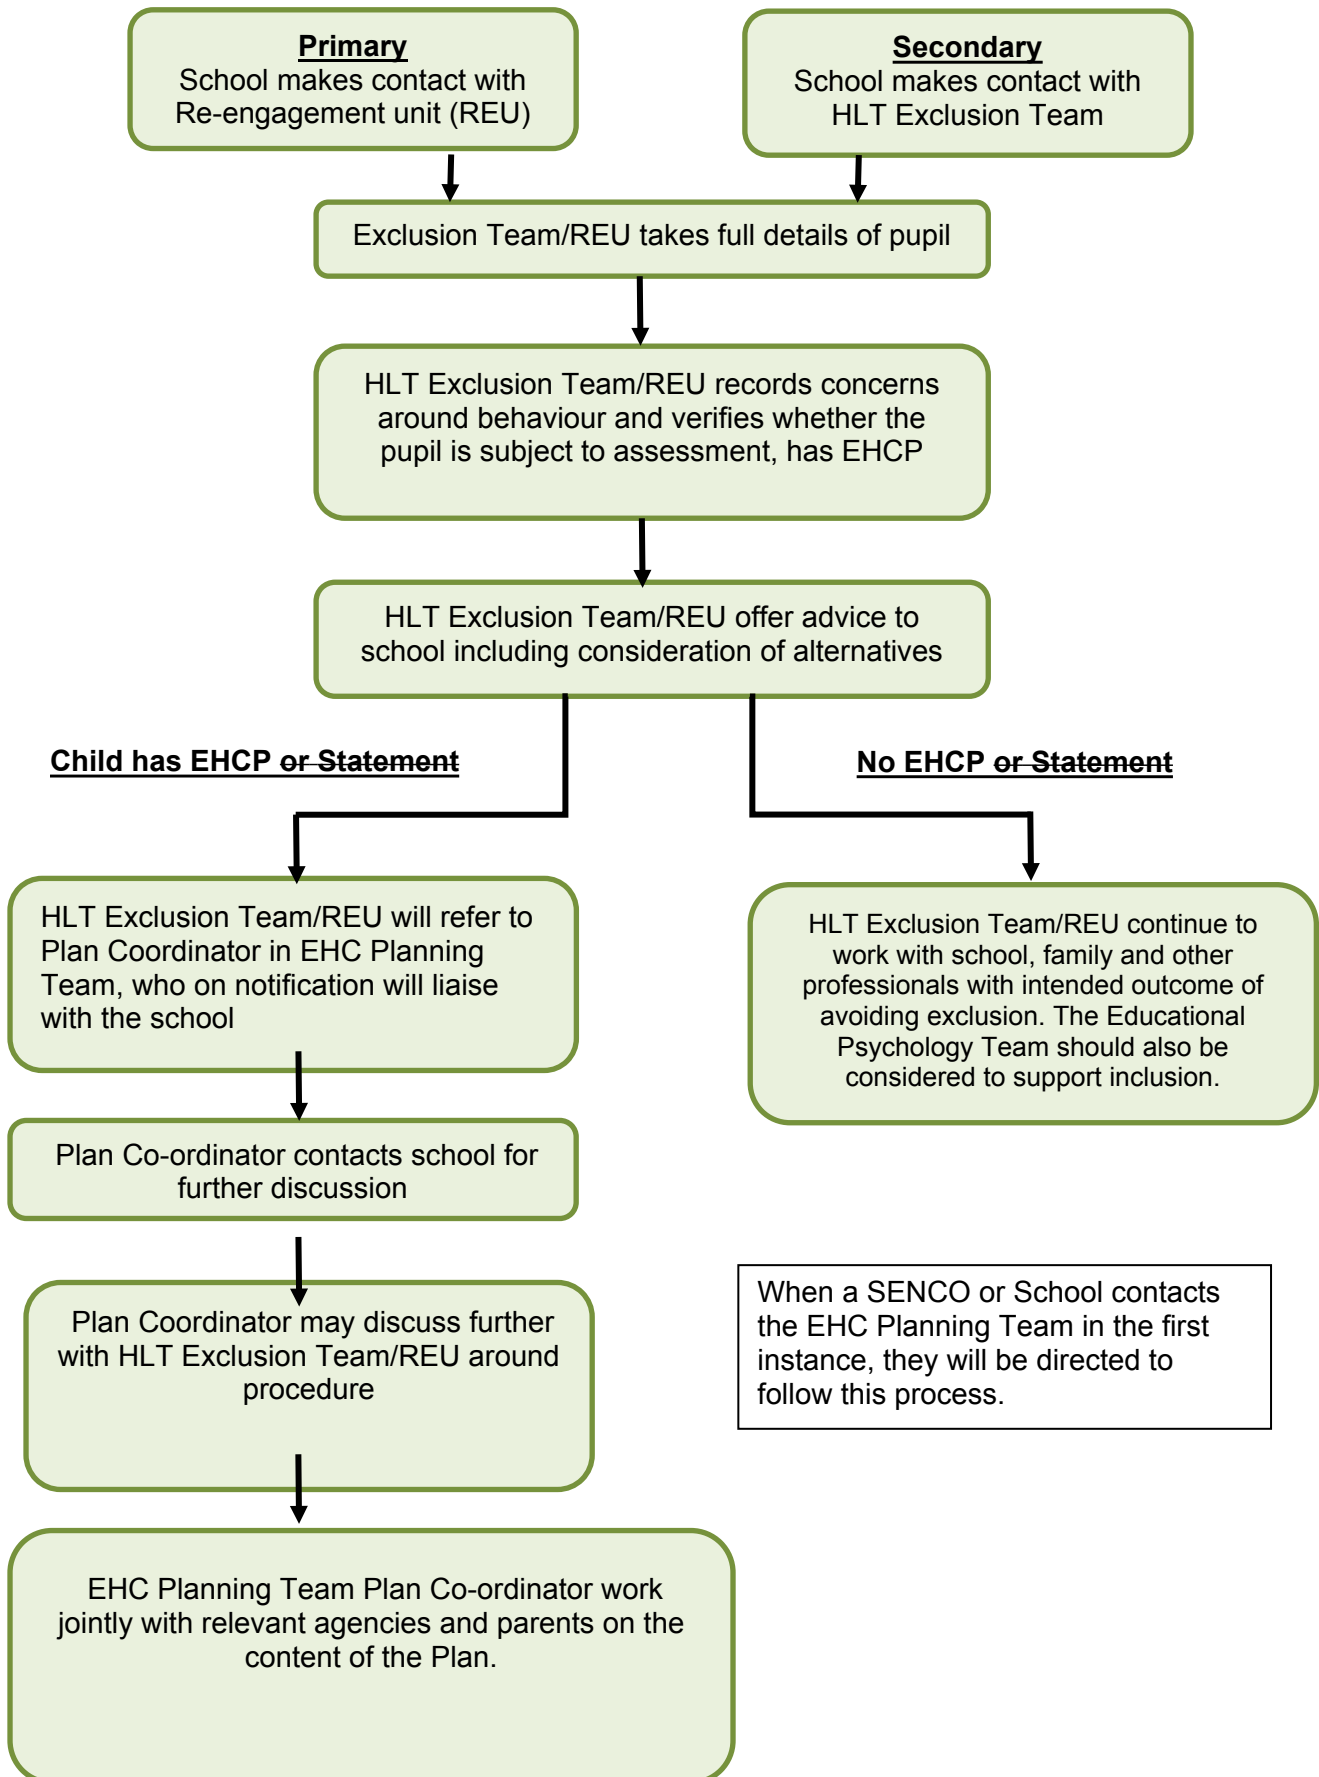 Primary
School makes contact with
Re-engagement unit (REU)
Secondary
School makes contact with
HLT Exclusion Team
Exclusion Team/REU takes full details of pupil
HLT Exclusion Team/REU records concerns
around behaviour and verifies whether the
pupil is subject to assessment, has EHCP
HLT Exclusion Team/REU offer advice to
school including consideration of alternatives
Child has EHCP or Statement
No EHCP or Statement
HLT Exclusion Team/REU will refer to
Plan Coordinator in EHC Planning
Team, who on notification will liaise
with the school
HLT Exclusion Team/REU continue to
work with school, family and other
professionals with intended outcome of
avoiding exclusion. The Educational
Psychology Team should also be
considered to support inclusion.
Plan Co-ordinator contacts school for
further discussion
Plan Coordinator may discuss further
with HLT Exclusion Team/REU around
procedure
When a SENCO or School contacts
the EHC Planning Team in the first
instance, they will be directed to
follow this process.
EHC Planning Team Plan Co-ordinator work
jointly with relevant agencies and parents on the
content of the Plan.